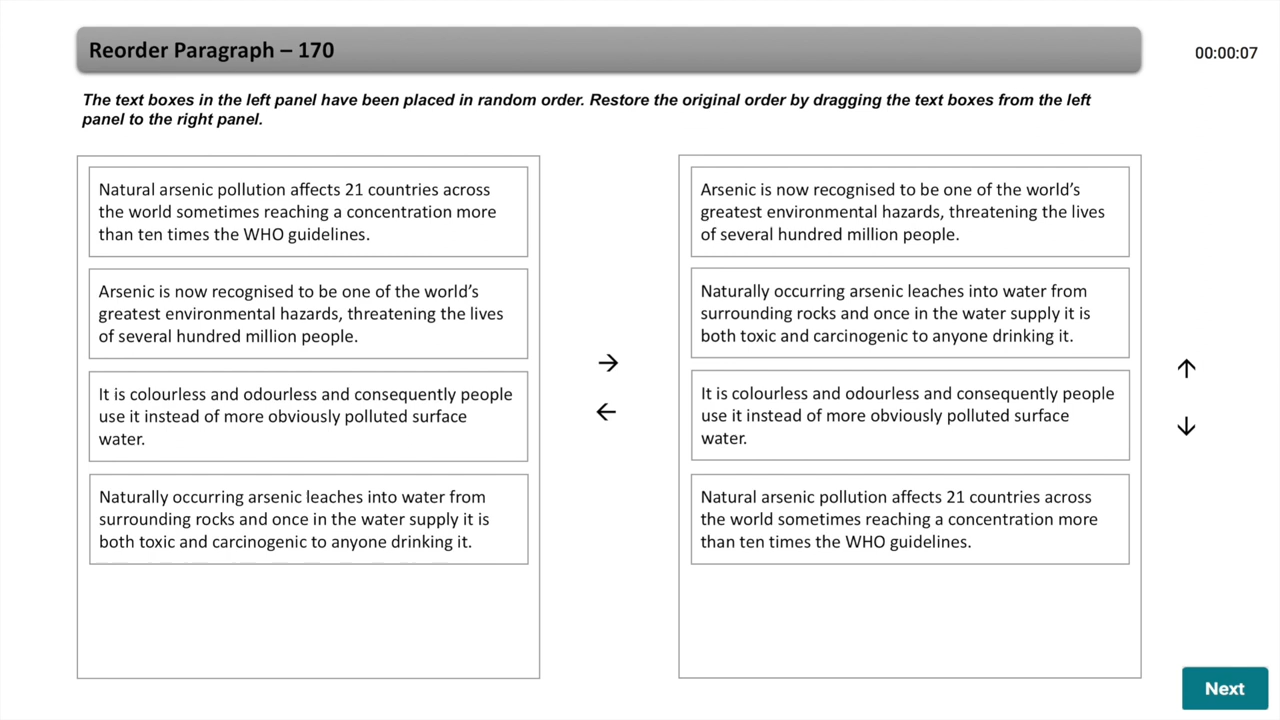 Reorder Paragraph – 170
00:00:07
The text boxes in the left panel have been placed in random order. Restore the original order by dragging the text boxes from the left
panel to the right panel.
Natural arsenic pollution affects 21 countries across
the world sometimes reaching a concentration more
than ten times the WHO guidelines.
Arsenic is now recognised to be one of the world’s
greatest environmental hazards, threatening the lives
of several hundred million people.
It is colourless and odourless and consequently people
use it instead of more obviously polluted surface
water.
Naturally occurring arsenic leaches into water from
surrounding rocks and once in the water supply it is
both toxic and carcinogenic to anyone drinking it.
Arsenic is now recognised to be one of the world’s
greatest environmental hazards, threatening the lives
of several hundred million people.
Naturally occurring arsenic leaches into water from
surrounding rocks and once in the water supply it is
both toxic and carcinogenic to anyone drinking it.
It is colourless and odourless and consequently people
use it instead of more obviously polluted surface
water.
Natural arsenic pollution affects 21 countries across
the world sometimes reaching a concentration more
than ten times the WHO guidelines.
Next